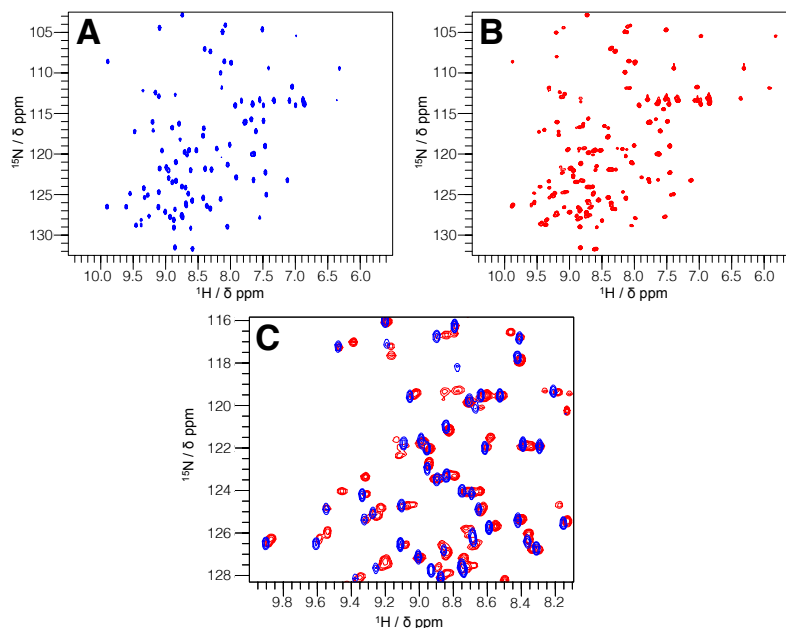 A
B
105
110
115
120
125
130
¹⁵N / δ ppm
10.0 9.5 9.0 8.5 8.0 7.5 7.0 6.5 6.0
¹H / δ ppm
105
110
115
120
125
130
¹⁵N / δ ppm
10.0 9.5 9.0 8.5 8.0 7.5 7.0 6.5 6.0
¹H / δ ppm
C
116
118
120
122
124
126
128
¹⁵N / δ ppm
9.8 9.6 9.4 9.2 9.0 8.8 8.6 8.4 8.2
¹H / δ ppm